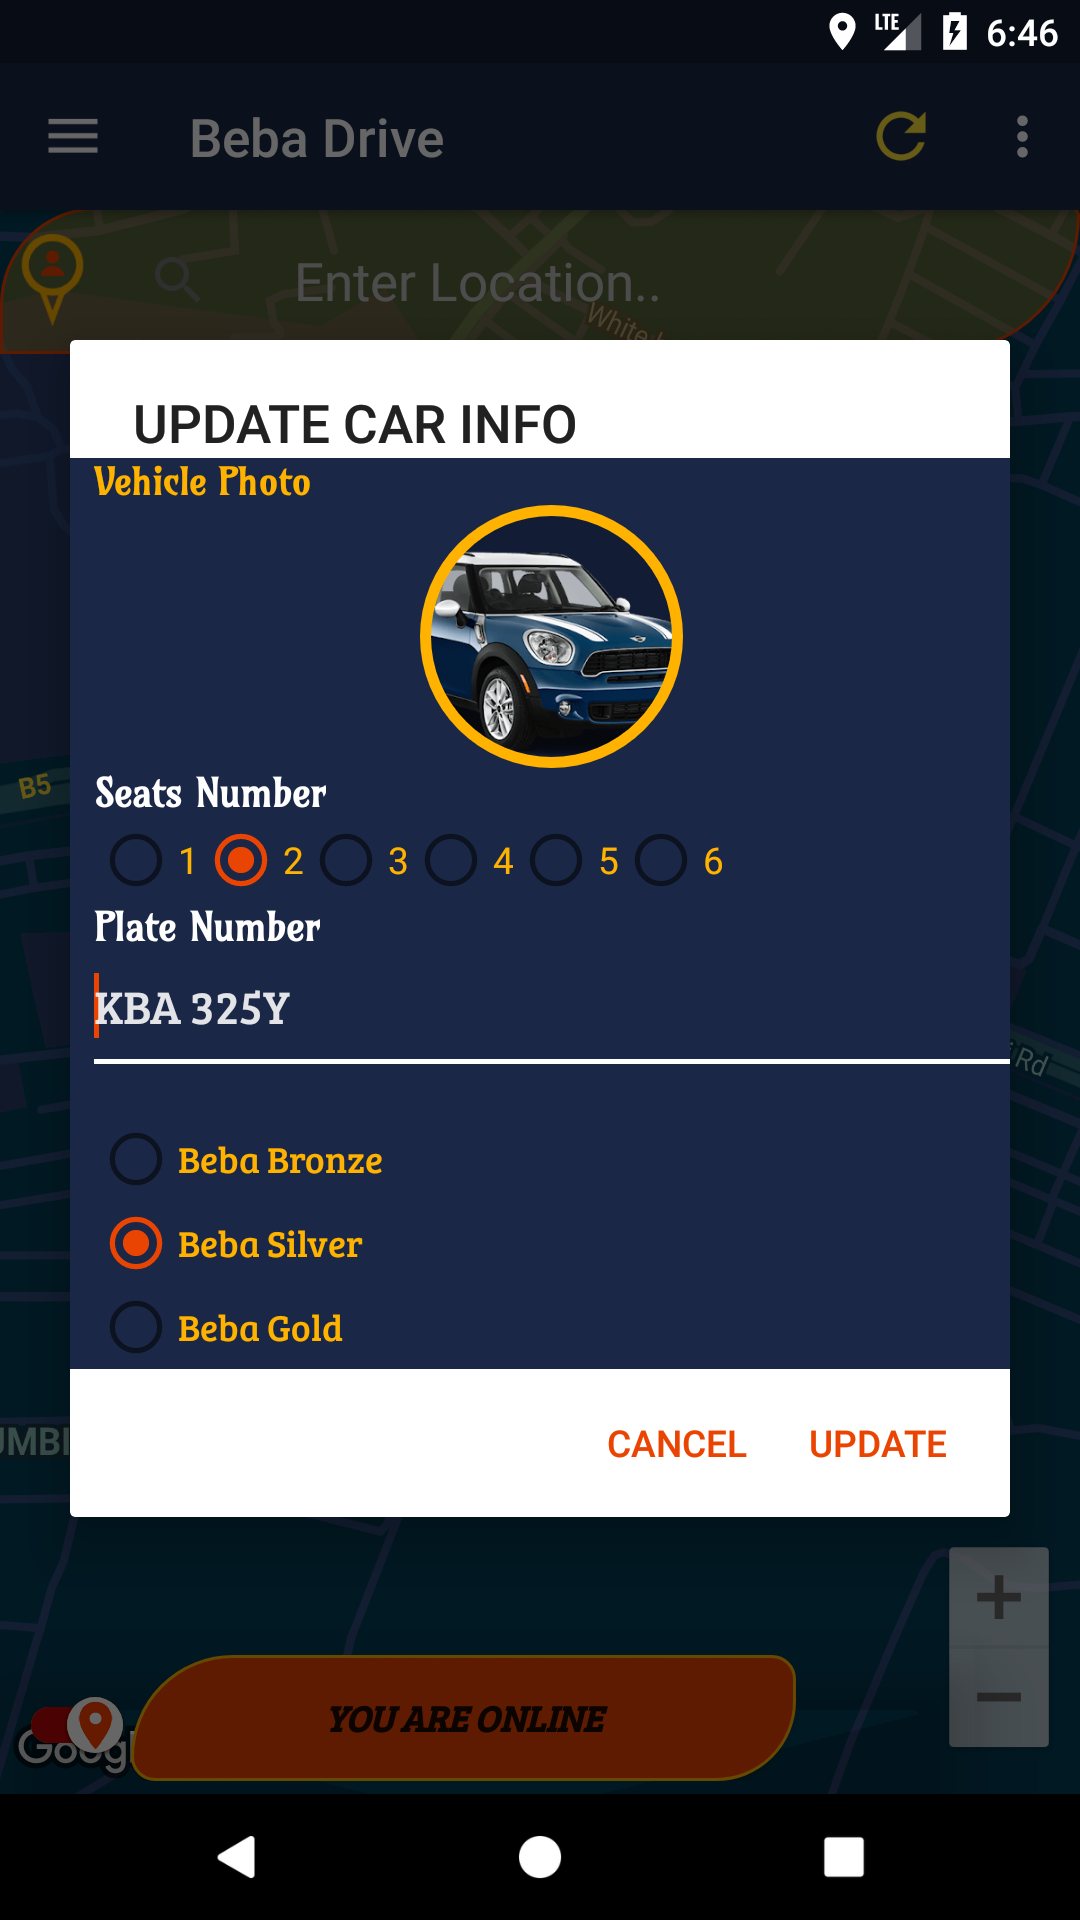 LTE 6:46
Beba Drive
Enter Location..
White
UPDATE CAR INFO
Vehicle Photo
B5
Seats Number
1 2 3 4 5 6
Plate Number
KBA 325Y
Rd
Beba Bronze
Beba Silver
Beba Gold
UMBI
CANCEL UPDATE
YOU ARE ONLINE
Googl